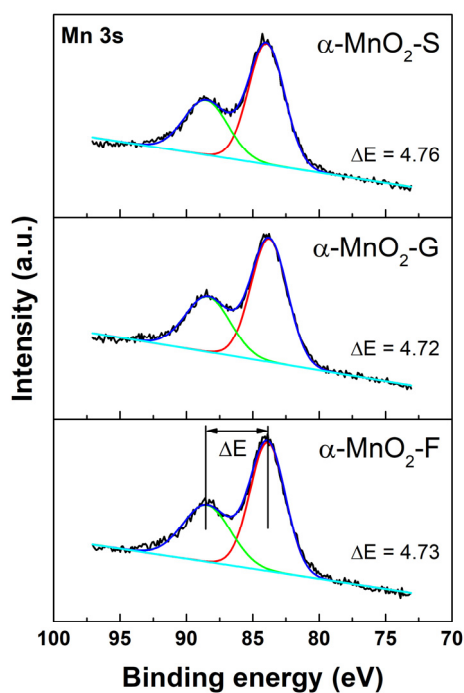 Mn 3s
α-MnO₂-S
ΔE = 4.76
α-MnO₂-G
ΔE = 4.72
α-MnO₂-F
ΔE
ΔE = 4.73
Intensity (a.u.)
100 95 90 85 80 75 70
Binding energy (eV)